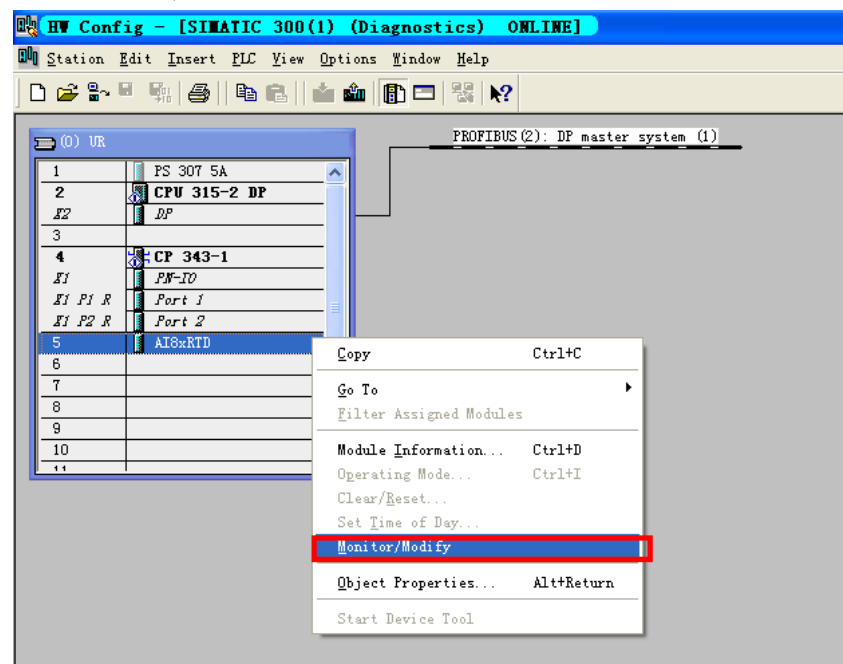 HW Config - [SIMATIC 300(1) (Diagnostics) ONLINE]
Station Edit Insert PLC View Options Window Help
PROFIBUS(2): DP master system (1)
(0) UR
1 PS 307 5A
2 CPU 315-2 DP
X2 DP
3
4 CP 343-1
X1 PN-IO
X1 P1 R Port 1
X1 P2 R Port 2
5 AI8xRTD
6
7
8
9
10
11
Copy Ctrl+C
Go To
Filter Assigned Modules
Module Information... Ctrl+D
Operating Mode... Ctrl+I
Clear/Reset...
Set Time of Day...
Monitor/Modify
Object Properties... Alt+Return
Start Device Tool